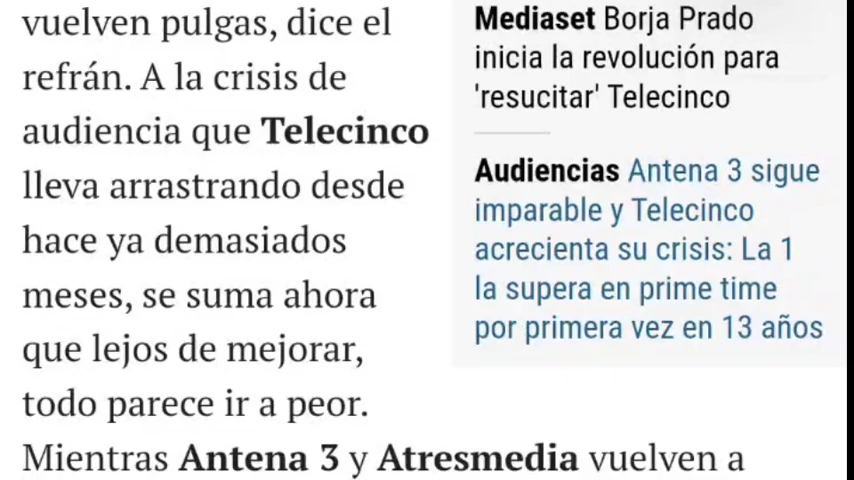 vuelven pulgas, dice el
refrán. A la crisis de
audiencia que Telecinco
lleva arrastrando desde
hace ya demasiados
meses, se suma ahora
que lejos de mejorar,
todo parece ir a peor.
Mientras Antena 3 y Atresmedia vuelven a
Mediaset Borja Prado
inicia la revolución para
'resucitar' Telecinco
Audiencias Antena 3 sigue
imparable y Telecinco
acrecienta su crisis: La 1
la supera en prime time
por primera vez en 13 años